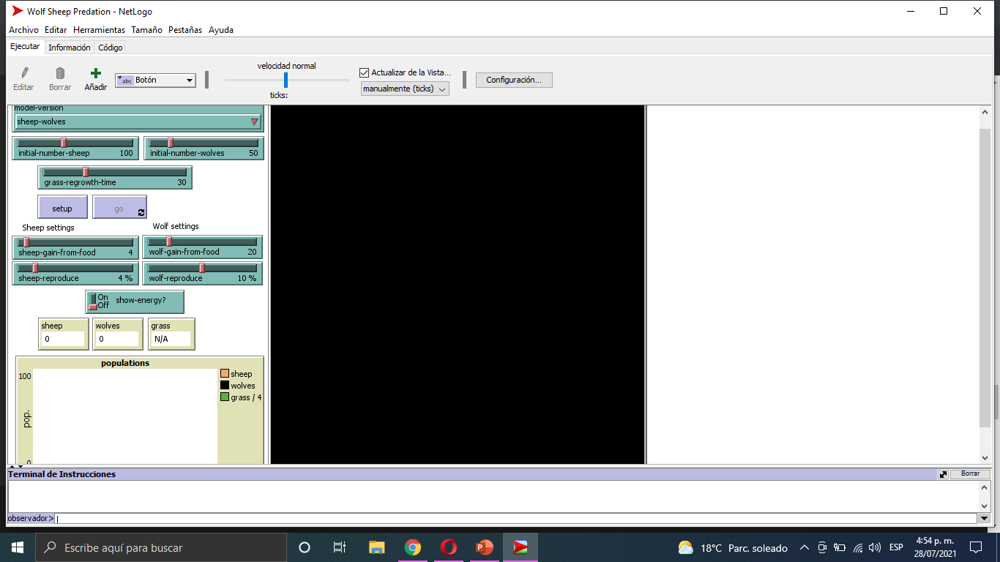 Wolf Sheep Predation - NetLogo
Archivo Editar Herramientas Tamaño Pestañas Ayuda
Ejecutar Información Código
velocidad normal
Actualizar de la Vista...
Editar Borrar Añadir abc Botón
ticks:
manualmente (ticks)
Configuración...
model-version
sheep-wolves
initial-number-sheep 100 initial-number-wolves 50
grass-regrowth-time 30
setup go
Sheep settings Wolf settings
sheep-gain-from-food 4 wolf-gain-from-food 20
sheep-reproduce 4 % wolf-reproduce 10 %
On
Off
show-energy?
sheep wolves grass
0 0 N/A
populations
100
pop.
0
sheep
wolves
grass / 4
Terminal de Instrucciones Borrar
observador>
Escribe aquí para buscar
18°C Parc. soleado
ESP
4:54 p. m.
28/07/2021